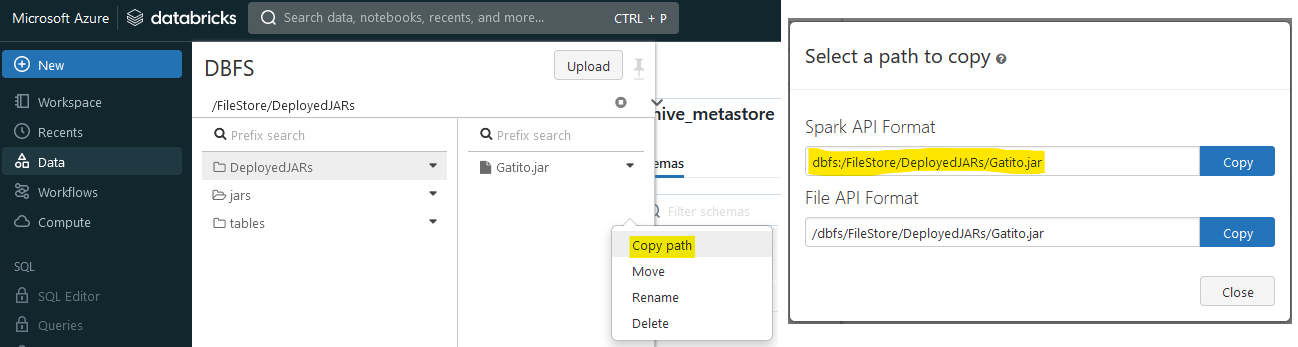 Microsoft Azure databricks Search data, notebooks, recents, and more... CTRL + P
New
Workspace
Recents
Data
Workflows
Compute
SQL
SQL Editor
Queries
DBFS Upload
/FileStore/DeployedJARs
Prefix search Prefix search
DeployedJARs Gatito.jar
jars
tables
hive_metastore
emas
Filter schemas
Copy path
Move
Rename
Delete
Select a path to copy ?
Spark API Format
dbfs:/FileStore/DeployedJARs/Gatito.jar Copy
File API Format
/dbfs/FileStore/DeployedJARs/Gatito.jar Copy
Close